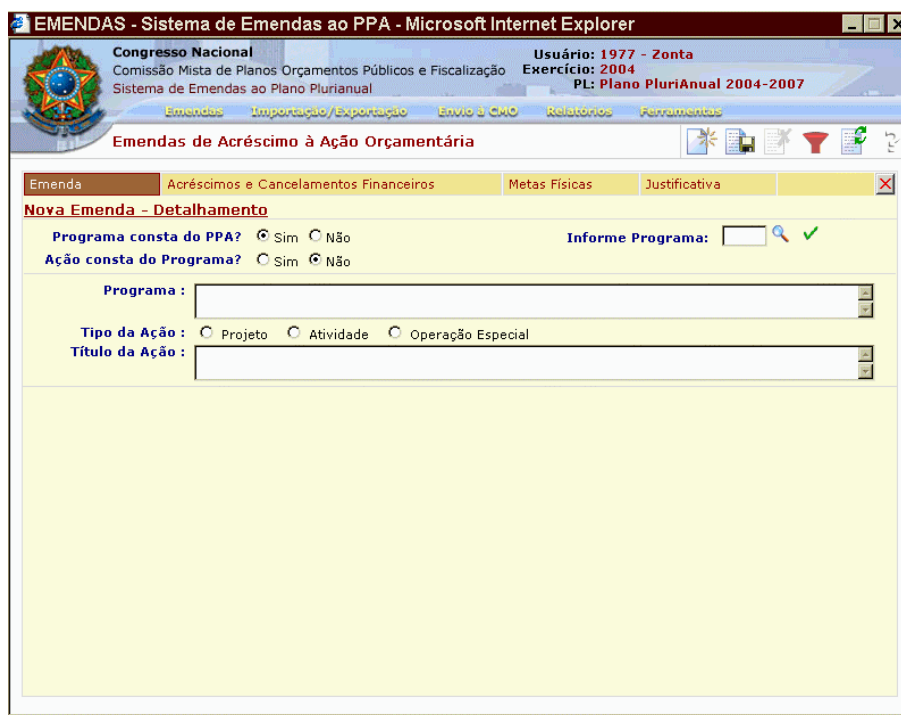 EMENDAS - Sistema de Emendas ao PPA - Microsoft Internet Explorer
Congresso Nacional
Comissão Mista de Planos Orçamentos Públicos e Fiscalização
Sistema de Emendas ao Plano Plurianual
Usuário: 1977 - Zonta
Exercício: 2004
PL: Plano PluriAnual 2004-2007
Emendas Importação/Exportação Envio à CMO Relatórios Ferramentas
Emendas de Acréscimo à Ação Orçamentária
Emenda Acréscimos e Cancelamentos Financeiros Metas Físicas Justificativa
Nova Emenda - Detalhamento
Programa consta do PPA? Sim Não Informe Programa:
Ação consta do Programa? Sim Não
Programa :
Tipo da Ação : Projeto Atividade Operação Especial
Título da Ação :